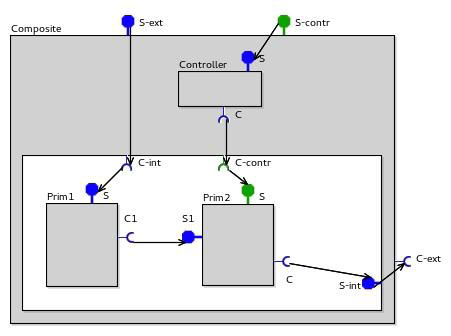 S-ext
S-contr
Composite
S
Controller
C
C-int
C-contr
Prim1
S
Prim2
S
C1
S1
C-ext
C
S-int